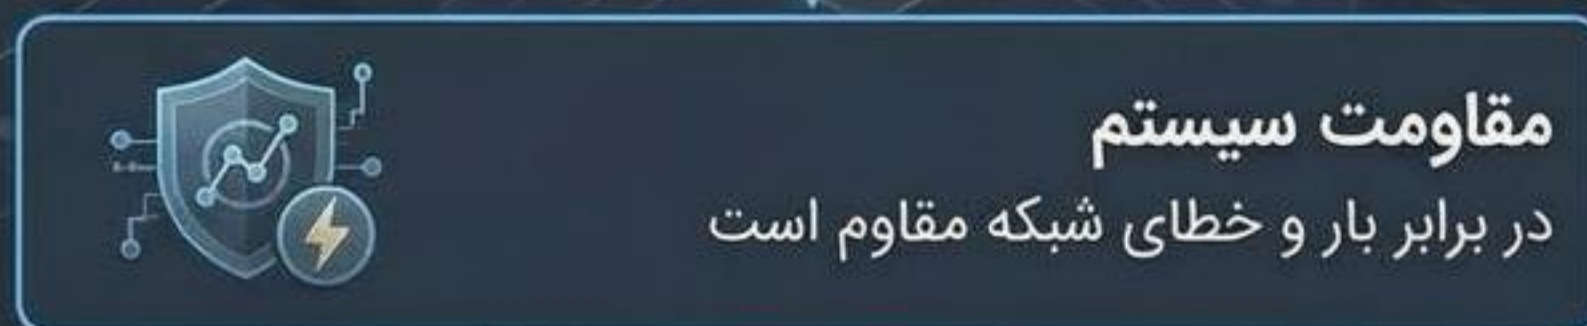 مقاومت سیستم
در برابر بار و خطای شبکه مقاوم است